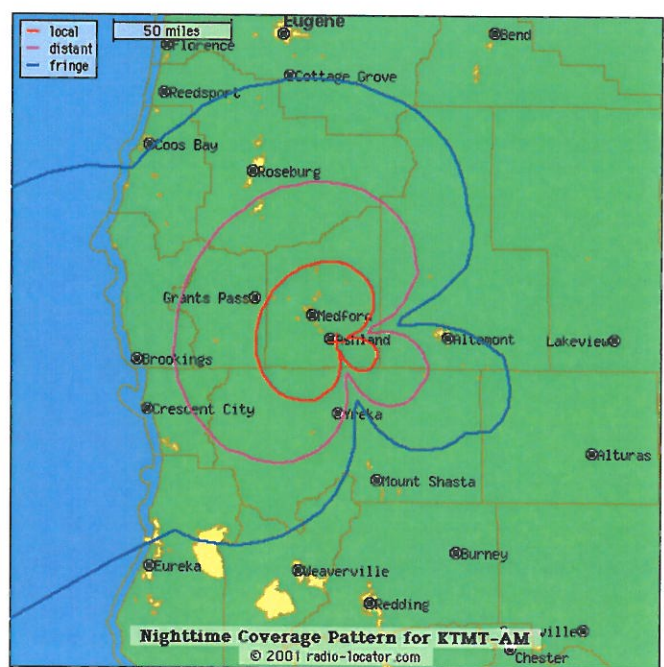 local
distant
fringe
50 miles
Eugene
Bend
Florence
Cottage Grove
Reedsport
Coos Bay
Roseburg
Grants Pass
Medford
Ashland
Altamont
Lakeview
Brookings
Crescent City
Yreka
Alturas
Mount Shasta
Burney
Eureka
Weaverville
Redding
Nighttime Coverage Pattern for KTMT-AM
© 2001 radio-locator.com
Chester